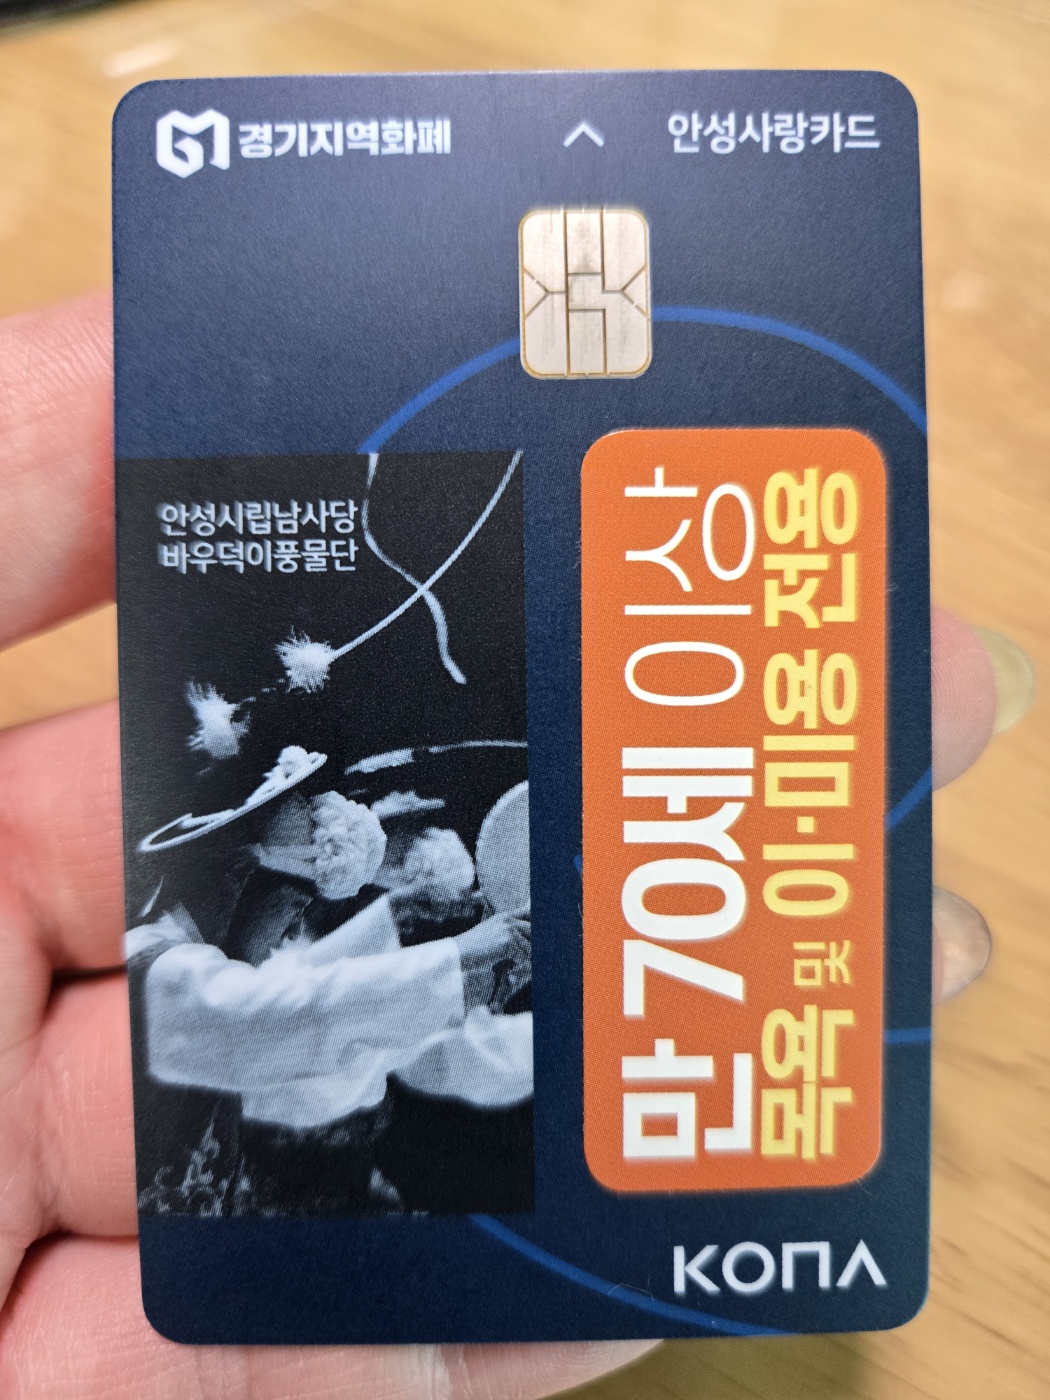 경기지역화폐
안성사랑카드
안성시립남사당
바우덕이풍물단
만 70세 이상
목욕 및 이·미용 전용
KONA